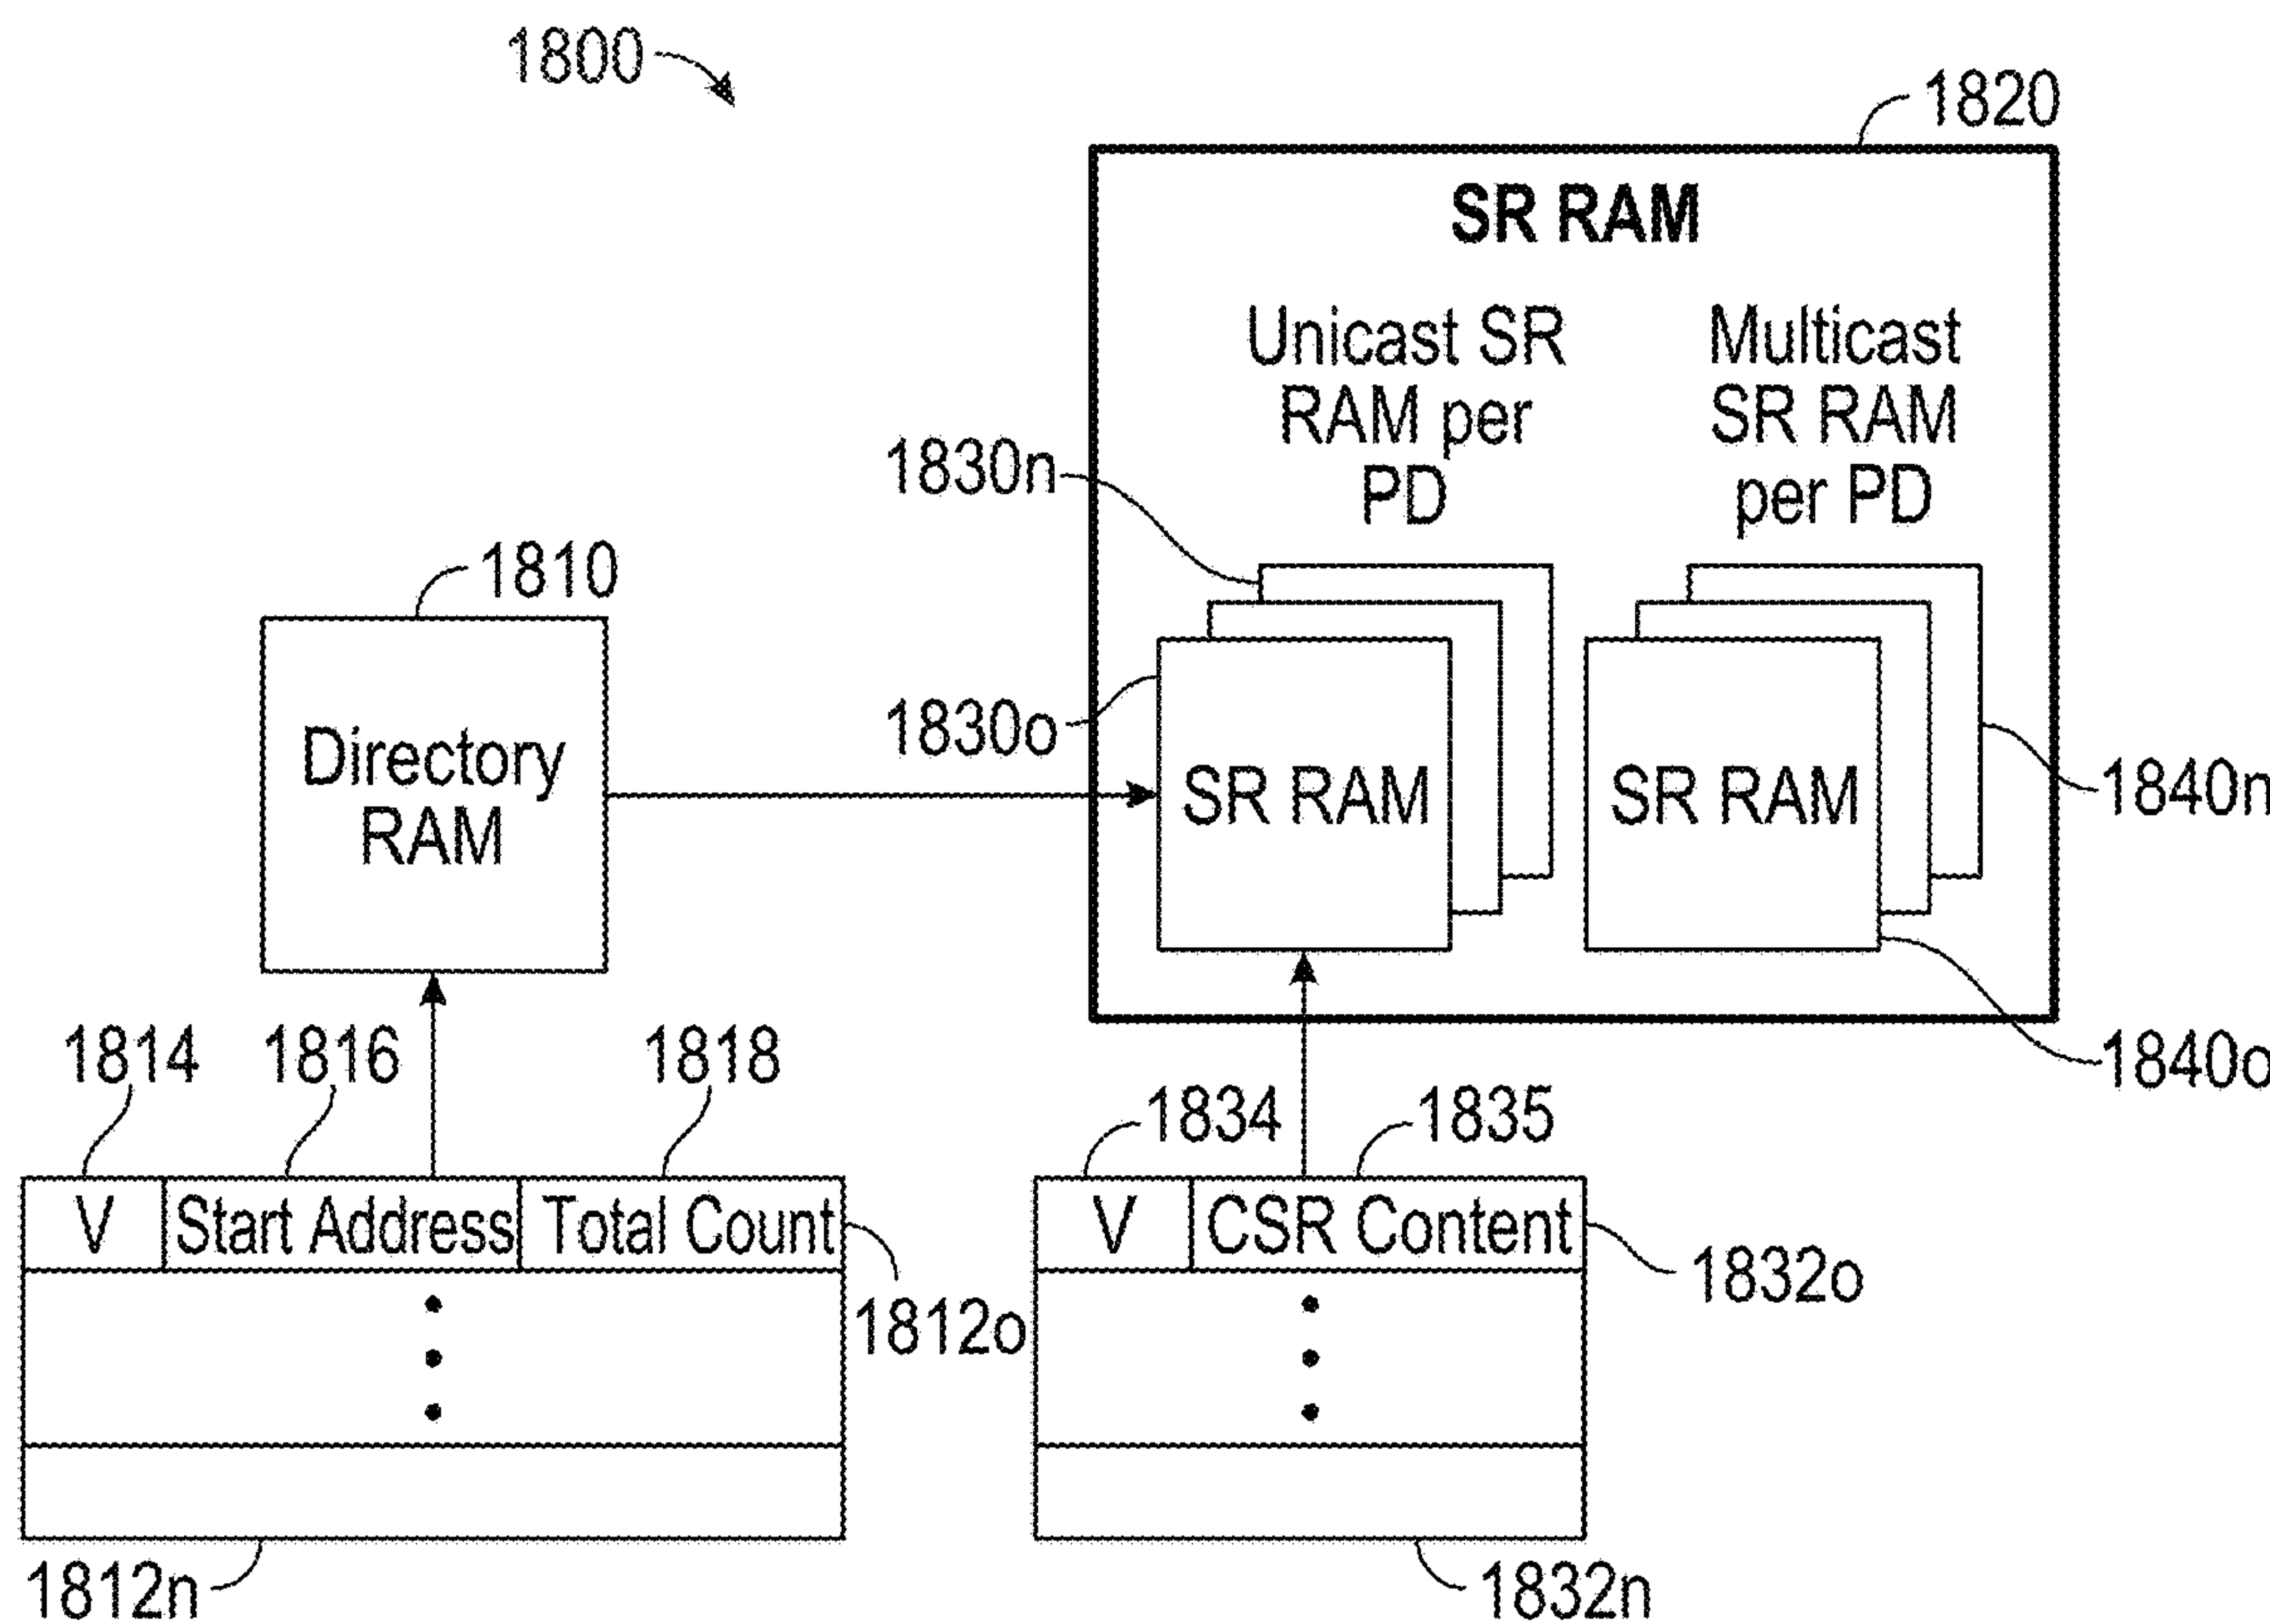 1800
1820
SR RAM
Unicast SR
RAM per
PD
Multicast
SR RAM
per PD
1830n
1810
1830o
Directory
RAM
SR RAM
SR RAM
1840n
1840o
1814
1816
1818
1834
1835
V
Start Address
Total Count
V
CSR Content
1812o
1832o
1812n
1832n